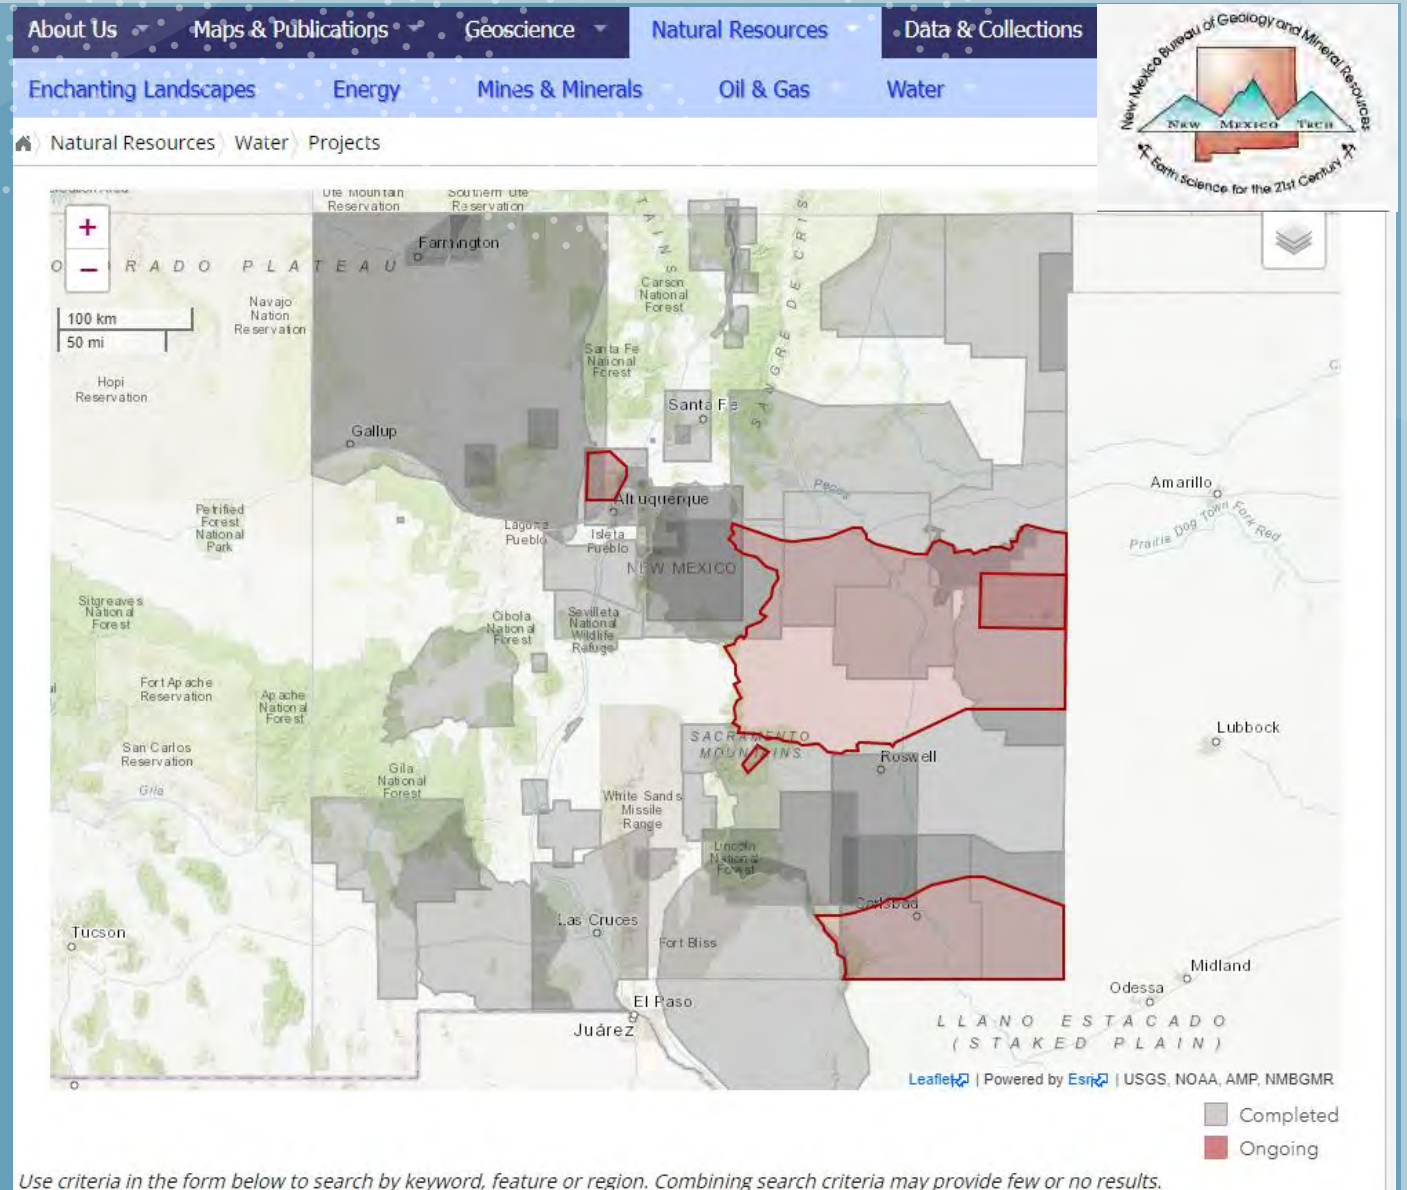 About Us
Maps & Publications
Geoscience
Natural Resources
Data & Collections
New Mexico Bureau of Geology and Mineral Resources
NEW MEXICO TECH
Earth Science for the 21st Century
Enchanting Landscapes
Energy
Mines & Minerals
Oil & Gas
Water
Natural Resources
Water
Projects
+
−
100 km
50 mi
Ute Mountain
Reservation
Southern Ute
Reservation
Farmington
PLATEAU
Navajo
Nation
Reservation
Hopi
Reservation
Carson
National
Forest
SANGRE DE CRIS
TAINS
Santa Fe
National
Forest
Santa Fe
Gallup
Albuquerque
Pecos
Amarillo
Prairie Dog Town Fork Red
Petrified
Forest
National
Park
Laguna
Pueblo
Isleta
Pueblo
NEW MEXICO
Sitgreaves
National
Forest
Cibola
National
Forest
Sevilleta
National
Wildlife
Refuge
Fort Apache
Reservation
Apache
National
Forest
San Carlos
Reservation
Gila
Gila
National
Forest
SACRAMENTO
MOUNTAINS
Roswell
Lubbock
White Sands
Missile
Range
Lincoln
National
Forest
Carlsbad
Las Cruces
Fort Bliss
Tucson
El Paso
Juárez
Midland
Odessa
LLANO ESTACADO
(STAKED PLAIN)
Leaflet | Powered by Esri | USGS, NOAA, AMP, NMBGMR
Completed
Ongoing
Use criteria in the form below to search by keyword, feature or region. Combining search criteria may provide few or no results.